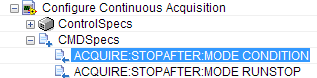 Configure Continuous Acquisition
ControlSpecs
CMDSpecs
ACQUIRE:STOPAFTER:MODE CONDITION
ACQUIRE:STOPAFTER:MODE RUNSTOP